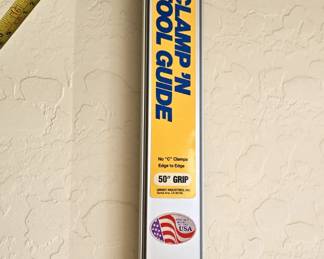 CLAMP 'N
TOOL GUIDE
No "C" Clamps
Edge to Edge
50" GRIP
USA